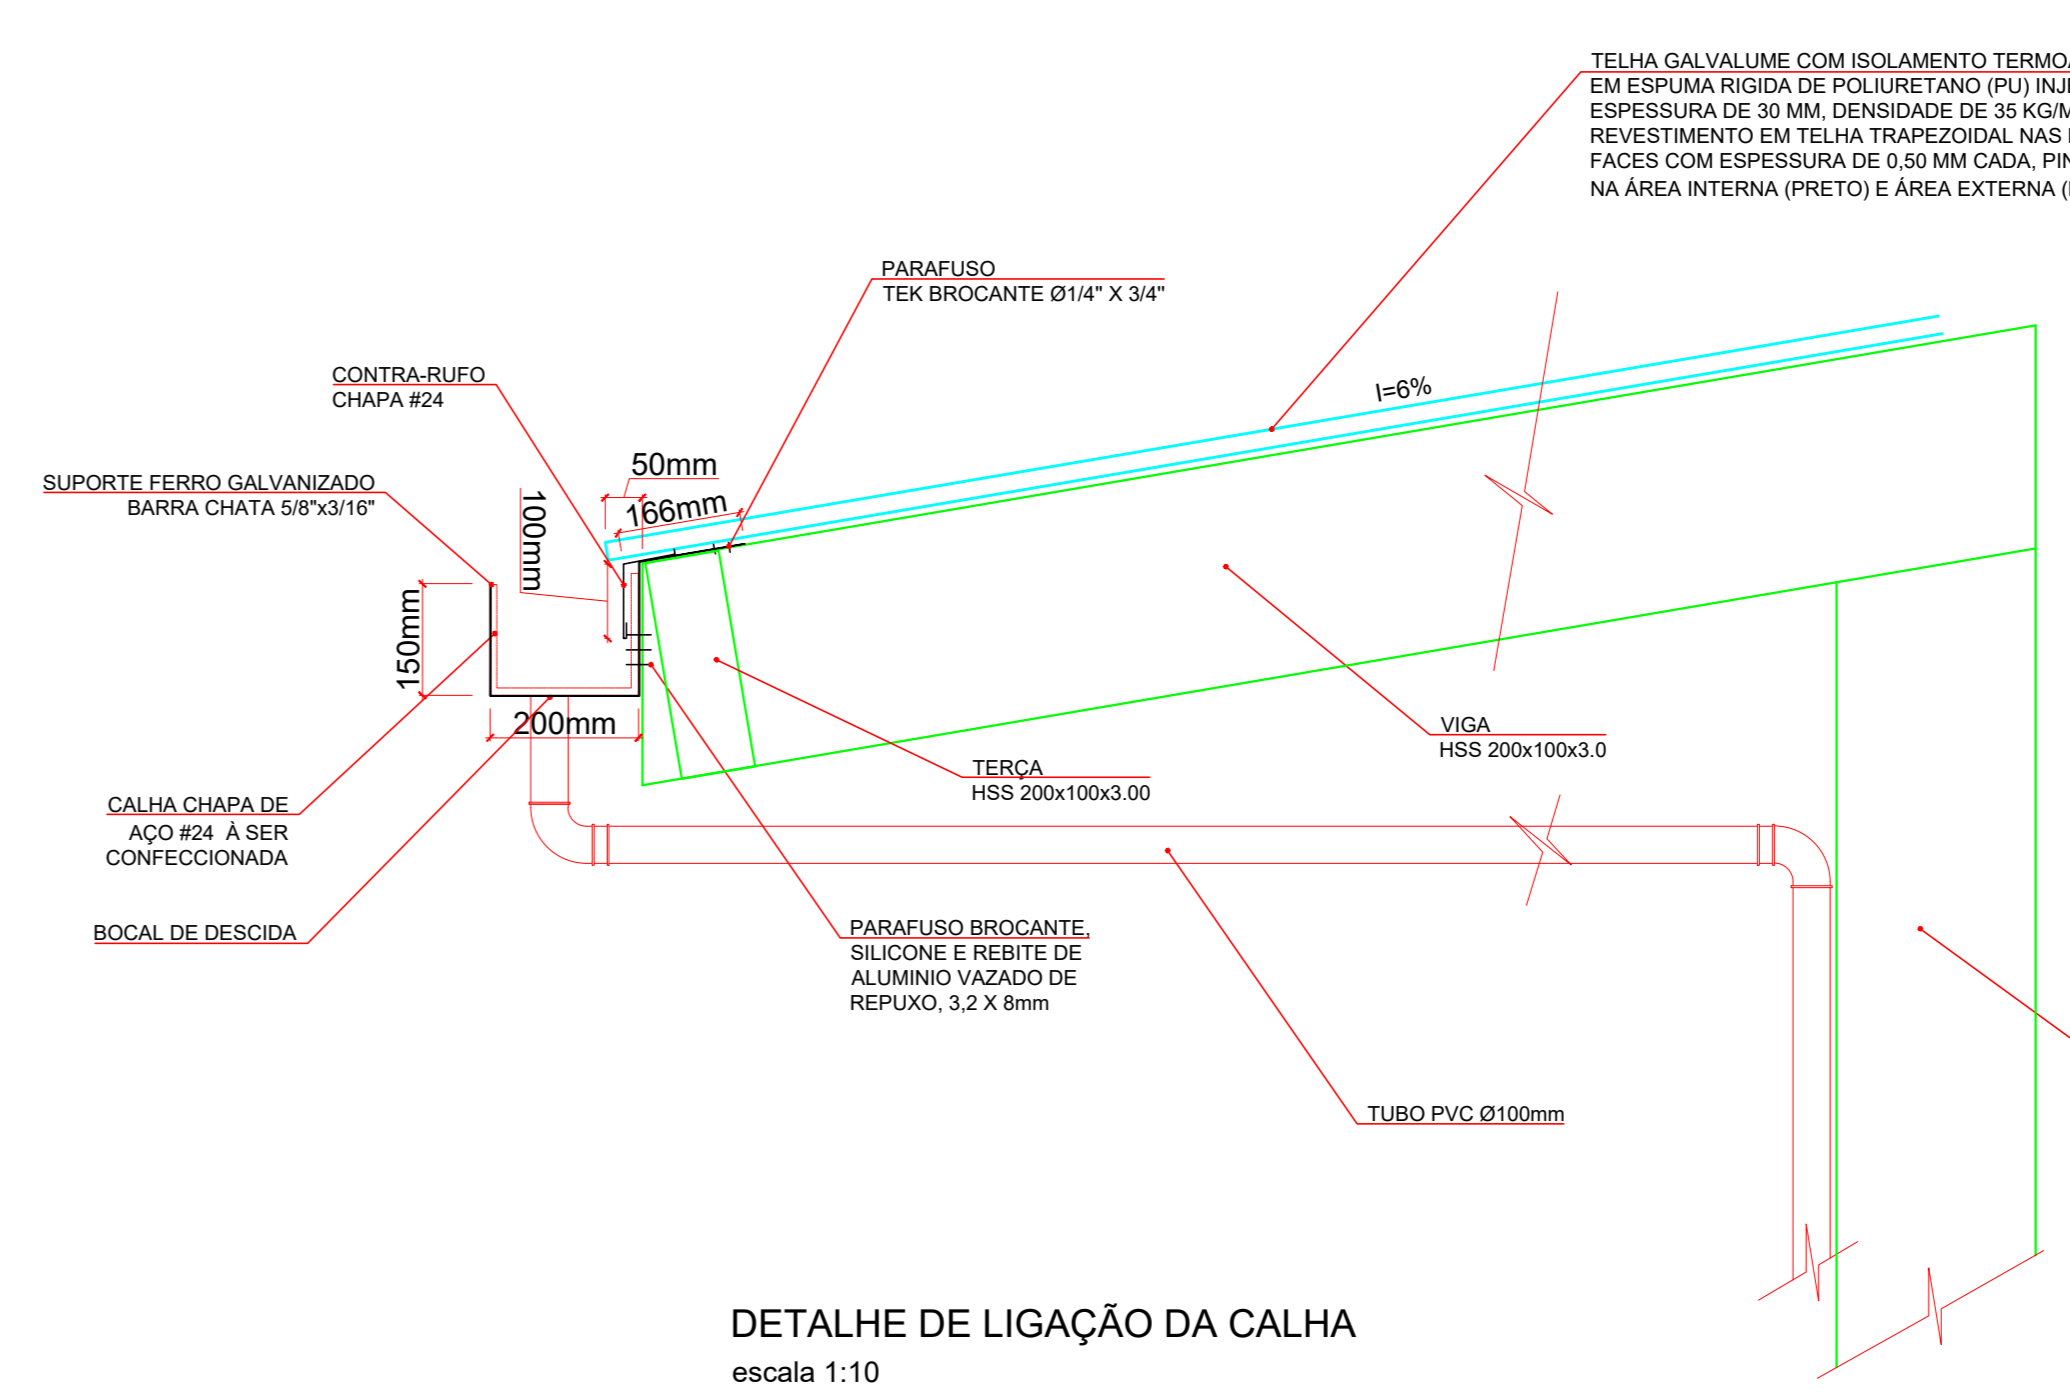 TELHA GALVALUME COM ISOLAMENTO
EM ESPUMA RIGIDA DE POLIURETANO (PU)
ESPESSURA DE 30 MM, DENSIDADE DE 35
REVESTIMENTO EM TELHA TRAPEZOIDAL NAS
FACES COM ESPESSURA DE 0,50 MM CADA,
NA ÁREA INTERNA (PRETO) E ÁREA EXTERNA
PARAFUSO
TEK BROCANTE Ø1/4" X 3/4"
CONTRA-RUFO
CHAPA #24
I=6%
50mm
SUPORTE FERRO GALVANIZADO
BARRA CHATA 5/8"x3/16"
166mm
100mm
150mm
200mm
VIGA
HSS 200x100x3.0
TERÇA
HSS 200x100x3.00
CALHA CHAPA DE
AÇO #24 À SER
CONFECCIONADA
BOCAL DE DESCIDA
PARAFUSO BROCANTE,
SILICONE E REBITE DE
ALUMINIO VAZADO DE
REPUXO, 3,2 X 8mm
TUBO PVC Ø100mm
DETALHE DE LIGAÇÃO DA CALHA
escala 1:10